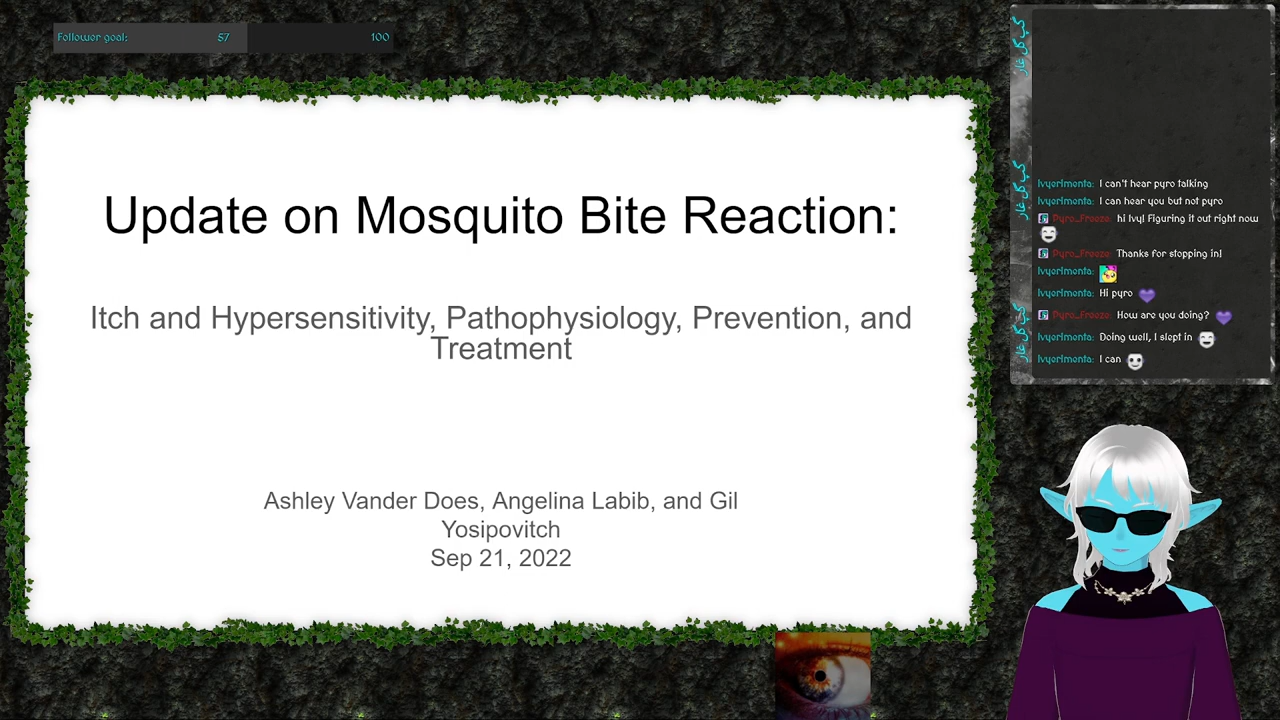 Follower goal:
57
100
Update on Mosquito Bite Reaction:
Itch and Hypersensitivity, Pathophysiology, Prevention, and
Treatment
Ashley Vander Does, Angelina Labib, and Gil
Yosipovitch
Sep 21, 2022
Ivyerimenta: I can't hear pyro talking
Ivyerimenta: I can hear you but not pyro
Pyro_Freeze: hi Ivy! Figuring it out right now
Pyro_Freeze: Thanks for stopping in!
Ivyerimenta:
Ivyerimenta: Hi pyro
Pyro_Freeze: How are you doing?
Ivyerimenta: Doing well, I slept in
Ivyerimenta: I can